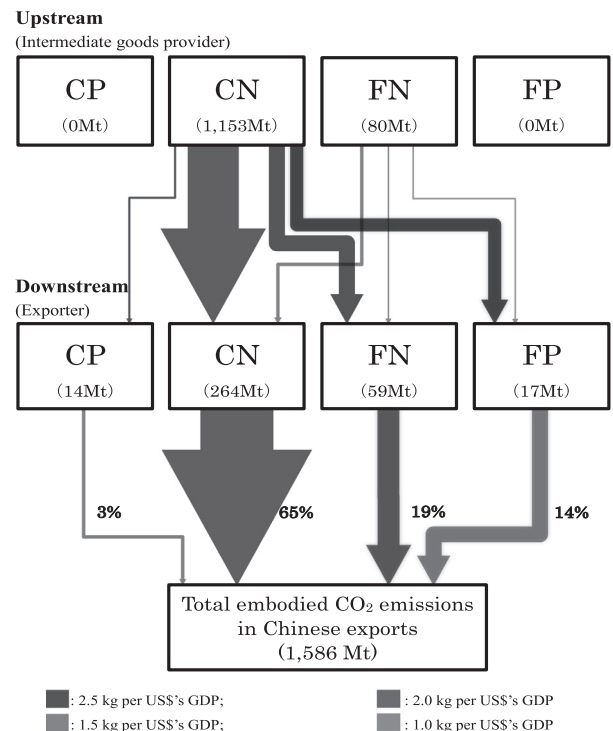 Upstream
(Intermediate goods provider)
CP
(0Mt)
CN
(1,153Mt)
FN
(80Mt)
FP
(0Mt)
Downstream
(Exporter)
CP
(14Mt)
CN
(264Mt)
FN
(59Mt)
FP
(17Mt)
3%
65%
19%
14%
Total embodied CO₂ emissions
in Chinese exports
(1,586 Mt)
: 2.5 kg per US$'s GDP;
: 2.0 kg per US$'s GDP
: 1.5 kg per US$'s GDP;
: 1.0 kg per US$'s GDP